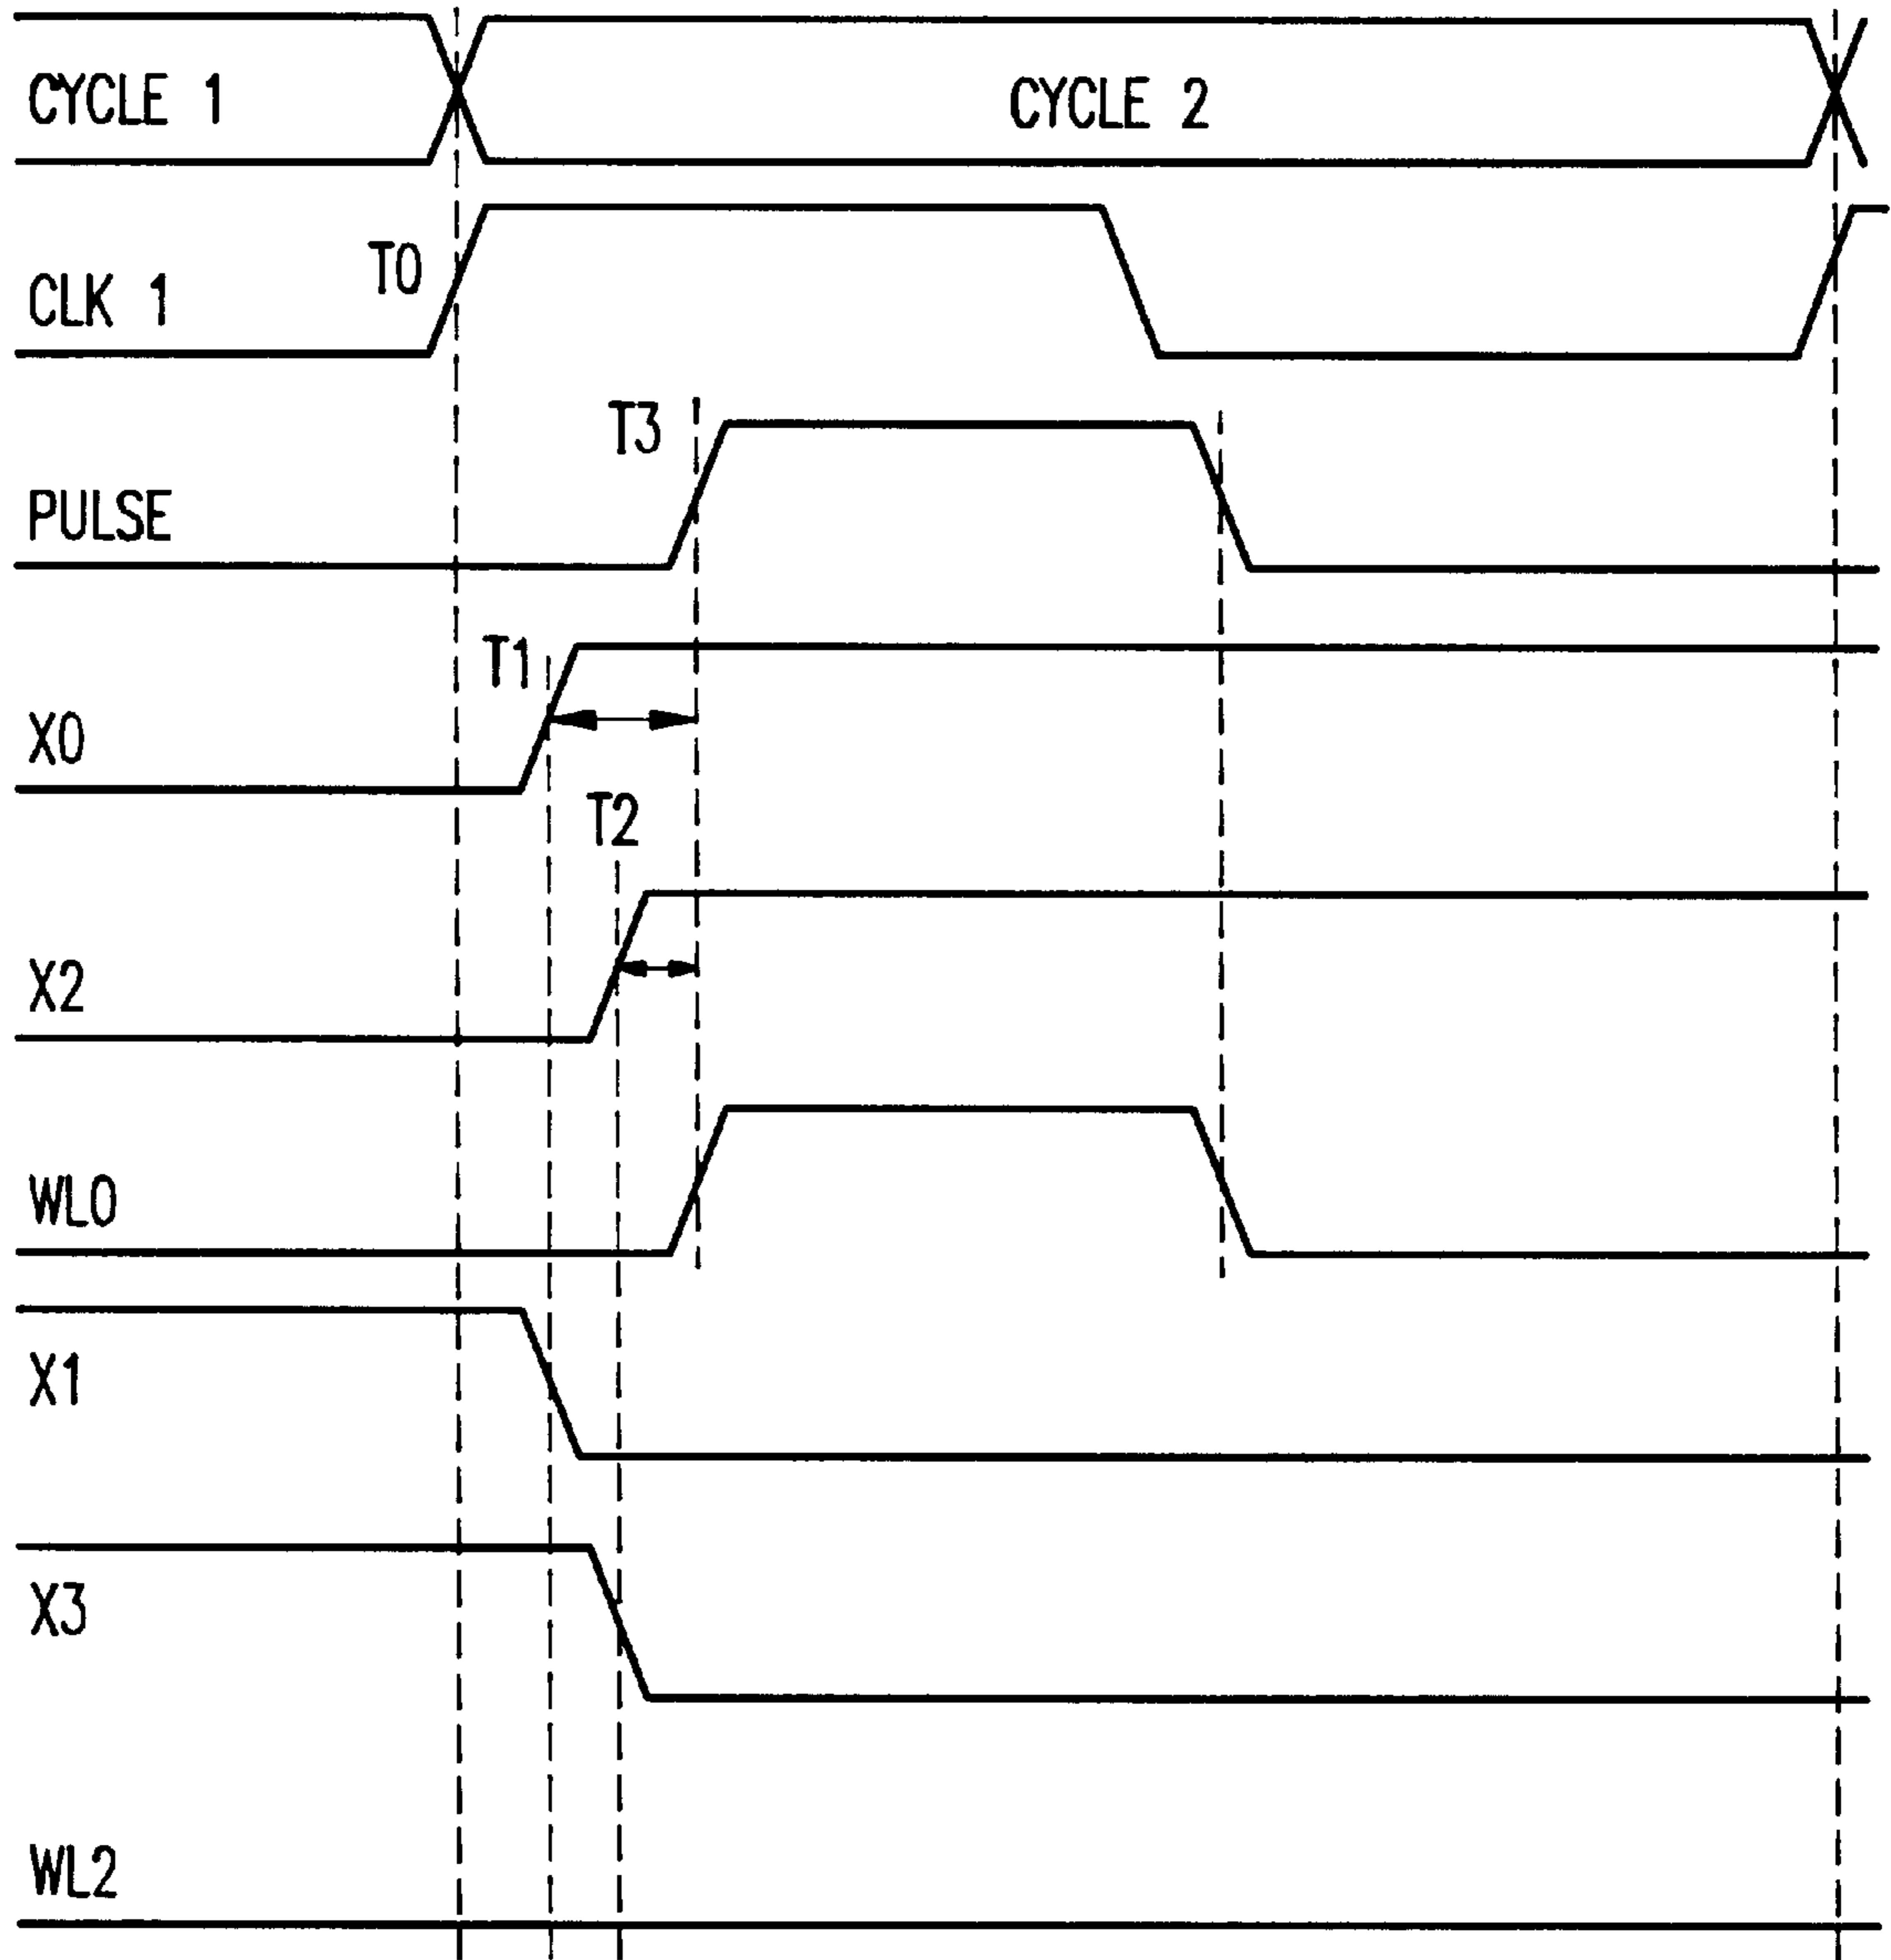 CYCLE 1
CYCLE 2
T0
CLK 1
T3
PULSE
T1
X0
T2
X2
WL0
X1
X3
WL2